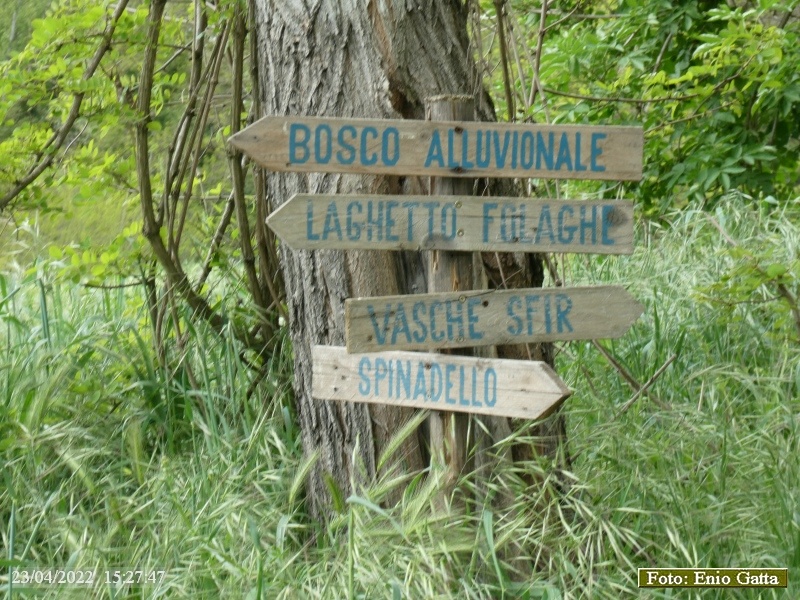 BOSCO ALLUVIONALE
LAGHETTO FOLAGHE
VASCHE SFIR
SPINADELLO
23/04/2022 15:27:47
Foto: Enio Gatta